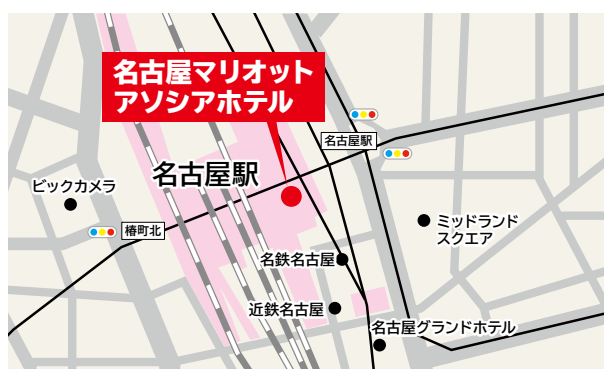 名古屋マリオット
アソシアホテル
名古屋駅
名古屋駅
ビックカメラ
椿町北
ミッドランド
スクエア
名鉄名古屋
近鉄名古屋
名古屋グランドホテル